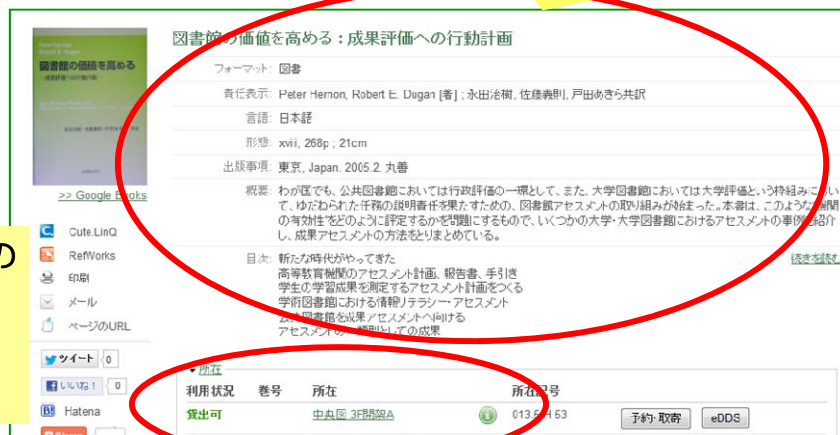 図書館の価値を高める：成果評価への行動計画
フォーマット: 図書
責任表示: Peter Hernon, Robert E. Dugan [著] ; 永田治樹, 佐藤義則, 戸田あきら共訳
言語: 日本語
形態: xviii, 268p ; 21cm
出版事項: 東京, Japan. 2005.2. 丸善
概要: わが国でも、公共図書館においては行政評価の一環として、また、大学図書館においては大学評価という枠組みにおい
て、ゆだねられた任務の説明責任を果たすための、図書館アセスメントの取り組みが始まった。本書は、このような機関
の有効性をどのように評定するかを問題にするもので、いくつかの大学・大学図書館におけるアセスメントの事例を紹介
し、成果アセスメントの方法をとりまとめている。
目次: 新たな時代がやってきた
続きを読む
高等教育機関のアセスメント計画、報告書、手引き
学生の学習成果を測定するアセスメント計画をつくる
学術図書館における情報リテラシー・アセスメント
公共図書館を成果アセスメントへ向ける
アセスメントの一類型としての成果
図書館の価値を高める
>> Google Books
Cute.LinQ
RefWorks
印刷
メール
ページのURL
の
ツイート 0
いいね！ 0
Hatena
所在
利用状況 巻号 所在 所在記号
貸出可 中央図 3F開架A 013.5 H 53 予約・取寄 eDDS